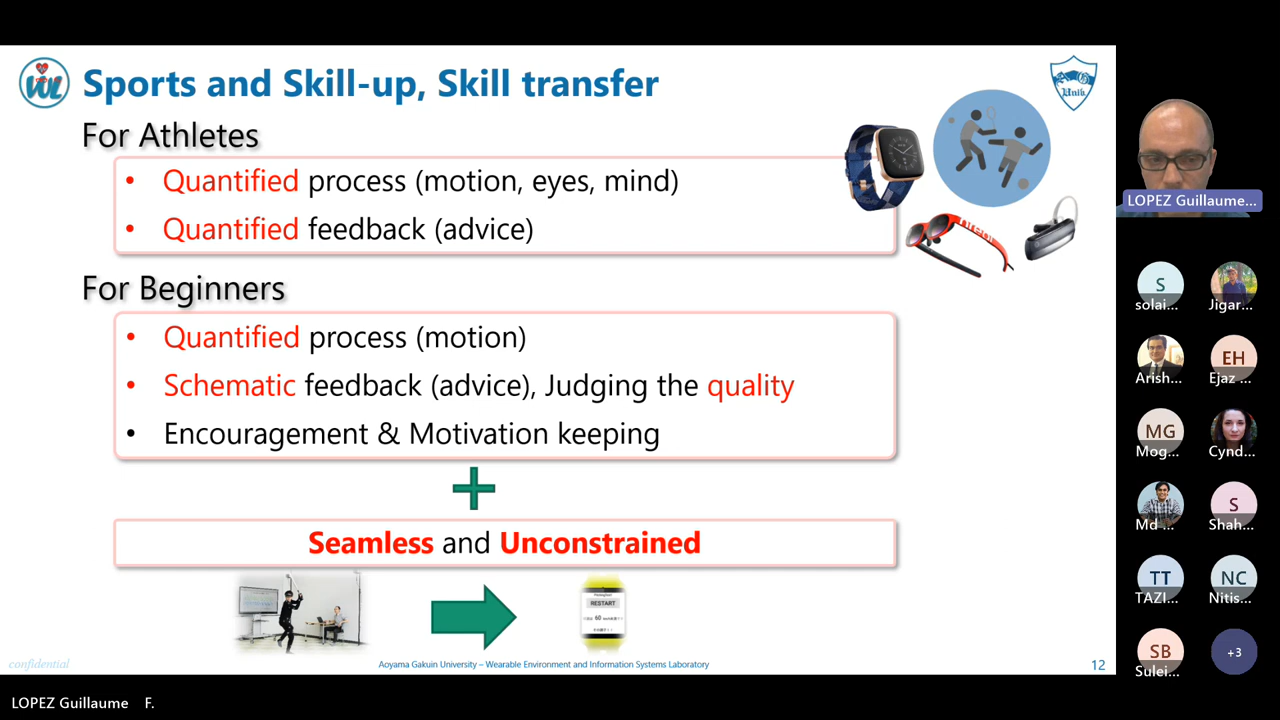 Sports and Skill-up, Skill transfer
For Athletes
• Quantified process (motion, eyes, mind)
• Quantified feedback (advice)
For Beginners
• Quantified process (motion)
• Schematic feedback (advice), Judging the quality
• Encouragement & Motivation keeping
+
Seamless and Unconstrained
RESTART
60
confidential
Aoyama Gakuin University – Wearable Environment and Information Systems Laboratory
12
LOPEZ Guillaume...
S
solai...
Jigar...
Arish...
EH
Ejaz ...
MG
Mog...
Cynd...
Md ...
S
Shah...
TT
TAZI...
NC
Nitis...
SB
Sulei...
+3
LOPEZ Guillaume F.